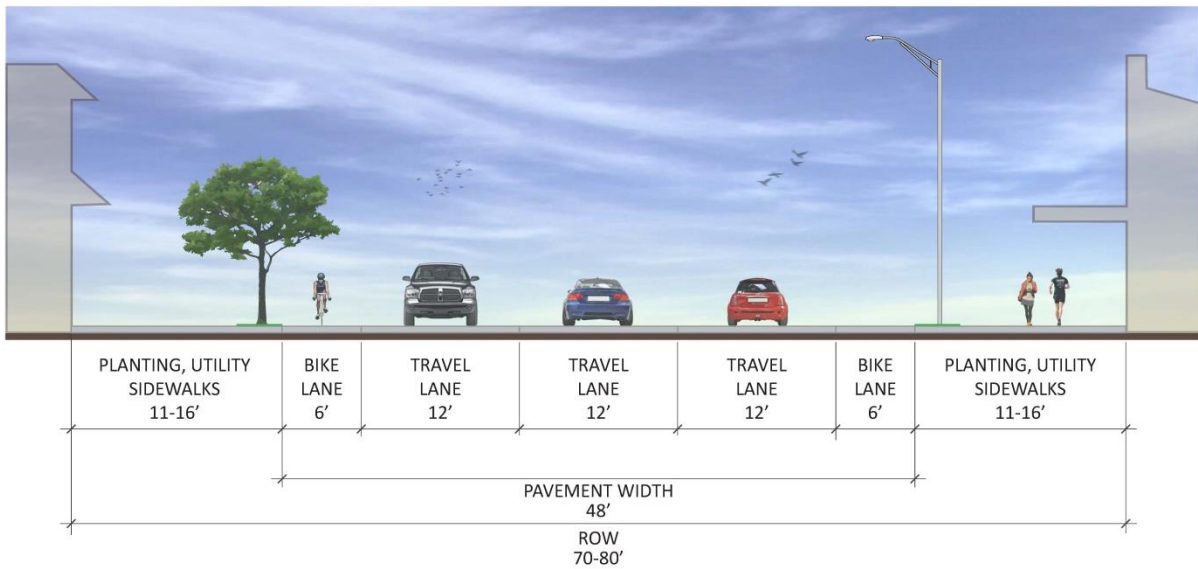 PLANTING, UTILITY
SIDEWALKS
11-16’
BIKE
LANE
6’
TRAVEL
LANE
12’
TRAVEL
LANE
12’
TRAVEL
LANE
12’
BIKE
LANE
6’
PLANTING, UTILITY
SIDEWALKS
11-16’
PAVEMENT WIDTH
48’
ROW
70-80’